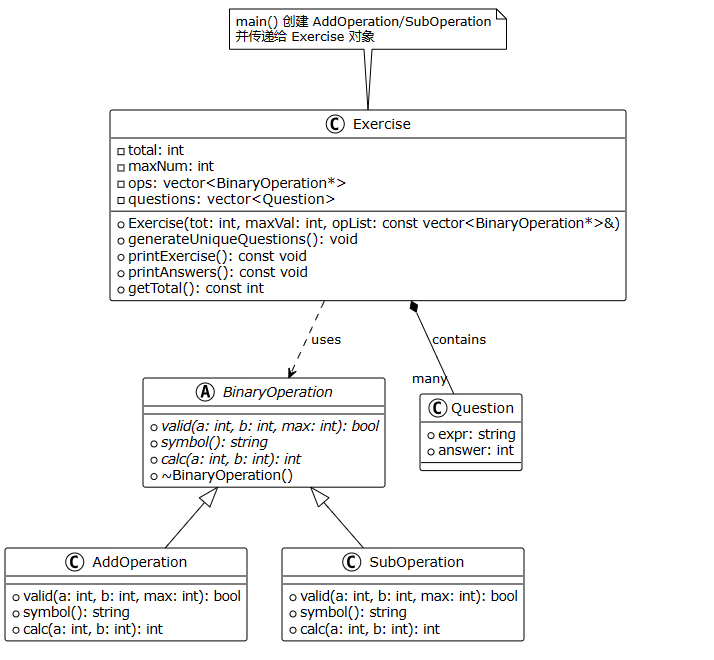 main() 创建 AddOperation/SubOperation
并传递给 Exercise 对象
C Exercise
total: int
maxNum: int
ops: vector<BinaryOperation*>
questions: vector<Question>
Exercise(tot: int, maxVal: int, opList: const vector<BinaryOperation*>&)
generateUniqueQuestions(): void
printExercise(): const void
printAnswers(): const void
getTotal(): const int
uses
contains
many
A BinaryOperation
valid(a: int, b: int, max: int): bool
symbol(): string
calc(a: int, b: int): int
~BinaryOperation()
C Question
expr: string
answer: int
C AddOperation
valid(a: int, b: int, max: int): bool
symbol(): string
calc(a: int, b: int): int
C SubOperation
valid(a: int, b: int, max: int): bool
symbol(): string
calc(a: int, b: int): int